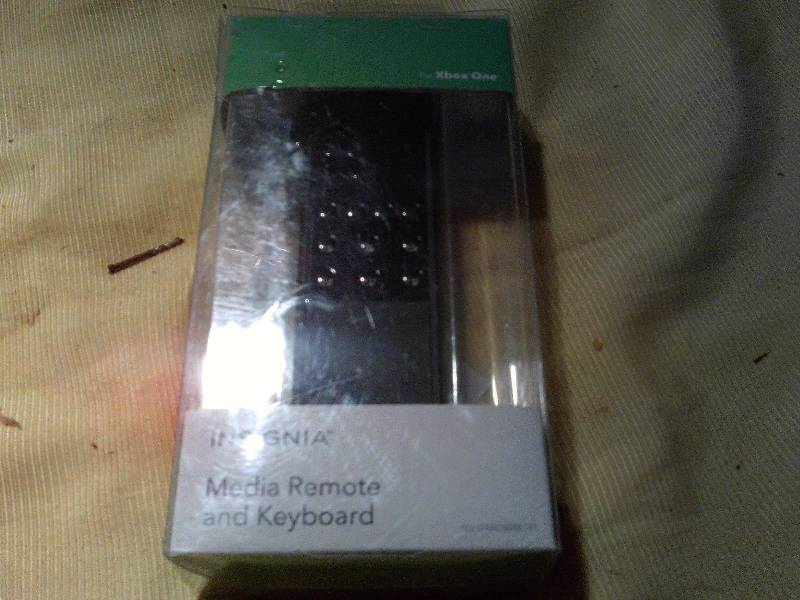 For Xbox One
INSIGNIA™
Media Remote
and Keyboard